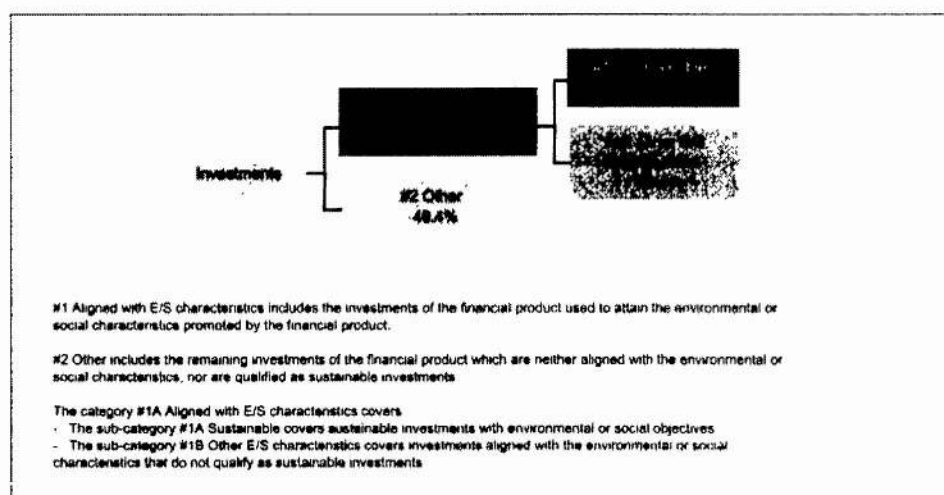 Investments
#2 Other
#1 Aligned with E/S characteristics includes the investments of the financial product used to attain the environmental or
social characteristics promoted by the financial product.
#2 Other includes the remaining investments of the financial product which are neither aligned with the environmental or
social characteristics, nor are qualified as sustainable investments
The category #1A Aligned with E/S characteristics covers
- The sub-category #1A Sustainable covers sustainable investments with environmental or social objectives
- The sub-category #1B Other E/S characteristics covers investments aligned with the environmental or social
characteristics that do not qualify as sustainable investments